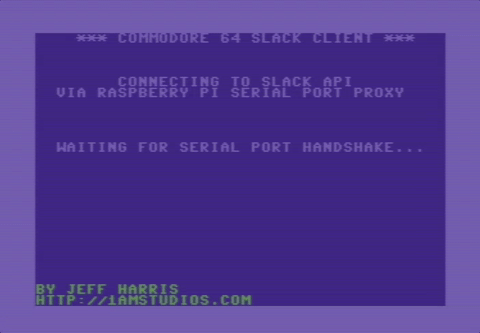 *** COMMODORE 64 SLACK CLIENT ***
CONNECTING TO SLACK API
VIA RASPBERRY PI SERIAL PORT PROXY
WAITING FOR SERIAL PORT HANDSHAKE...
BY JEFF HARRIS
HTTP://1AMSTUDIOS.COM